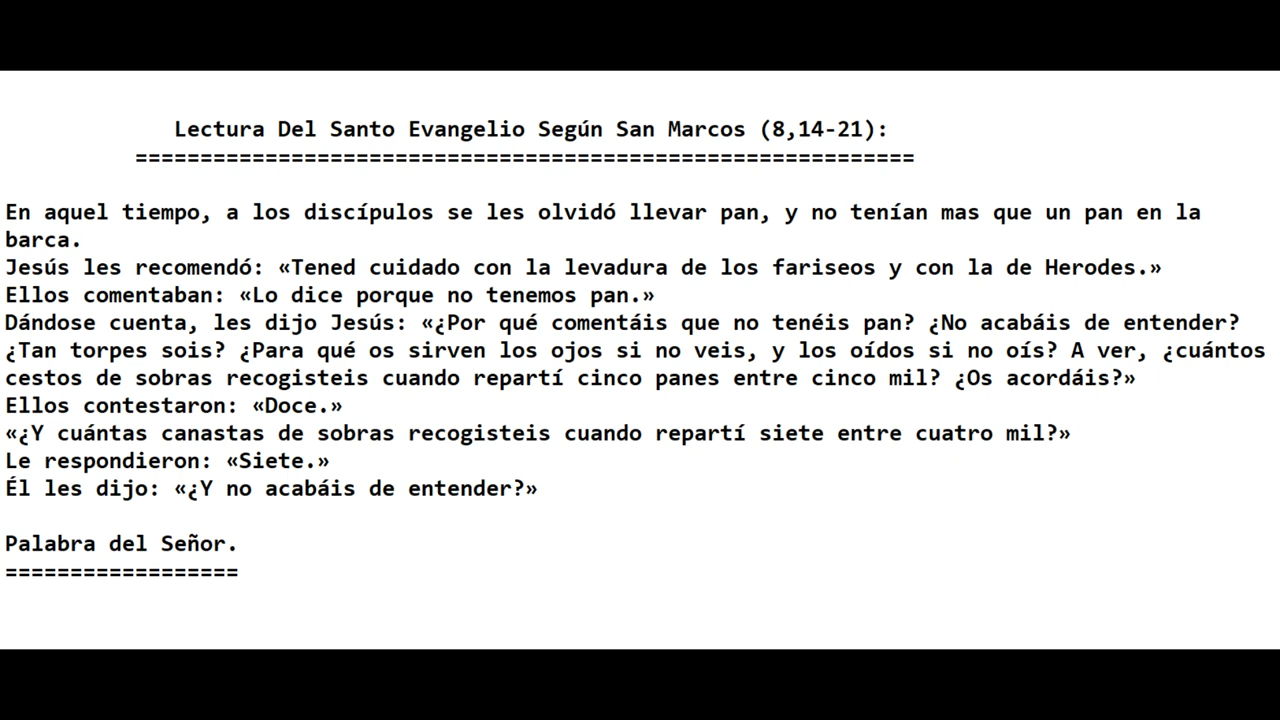 Lectura Del Santo Evangelio Según San Marcos (8,14-21):
============================================================
En aquel tiempo, a los discípulos se les olvidó llevar pan, y no tenían mas que un pan en la
barca.
Jesús les recomendó: «Tened cuidado con la levadura de los fariseos y con la de Herodes.»
Ellos comentaban: «Lo dice porque no tenemos pan.»
Dándose cuenta, les dijo Jesús: «¿Por qué comentáis que no tenéis pan? ¿No acabáis de entender?
¿Tan torpes sois? ¿Para qué os sirven los ojos si no veis, y los oídos si no oís? A ver, ¿cuántos
cestos de sobras recogisteis cuando repartí cinco panes entre cinco mil? ¿Os acordáis?»
Ellos contestaron: «Doce.»
«¿Y cuántas canastas de sobras recogisteis cuando repartí siete entre cuatro mil?»
Le respondieron: «Siete.»
Él les dijo: «¿Y no acabáis de entender?»
Palabra del Señor.
==================